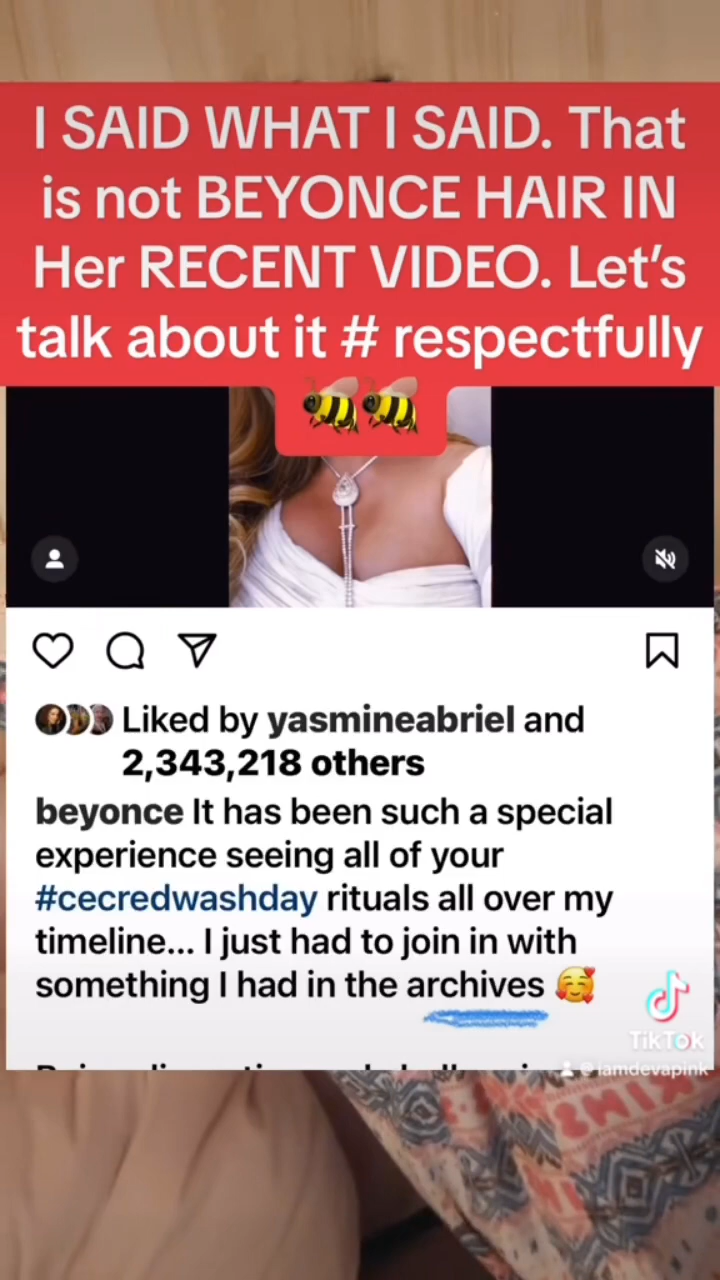 I SAID WHAT I SAID. That
is not BEYONCE HAIR IN
Her RECENT VIDEO. Let's
talk about it # respectfully
🐝🐝
Liked by yasmineabriel and
2,343,218 others
beyonce It has been such a special
experience seeing all of your
#cecredwashday rituals all over my
timeline... I just had to join in with
something I had in the archives 🥰
TikTok
@iamdevapink